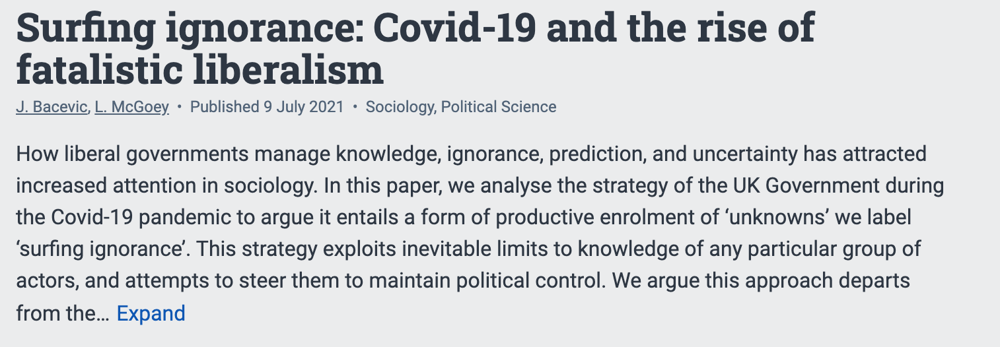 Surfing ignorance: Covid-19 and the rise of
fatalistic liberalism
J. Bacevic, L. McGoey • Published 9 July 2021 • Sociology, Political Science
How liberal governments manage knowledge, ignorance, prediction, and uncertainty has attracted
increased attention in sociology. In this paper, we analyse the strategy of the UK Government during
the Covid-19 pandemic to argue it entails a form of productive enrolment of ‘unknowns’ we label
‘surfing ignorance’. This strategy exploits inevitable limits to knowledge of any particular group of
actors, and attempts to steer them to maintain political control. We argue this approach departs
from the… Expand